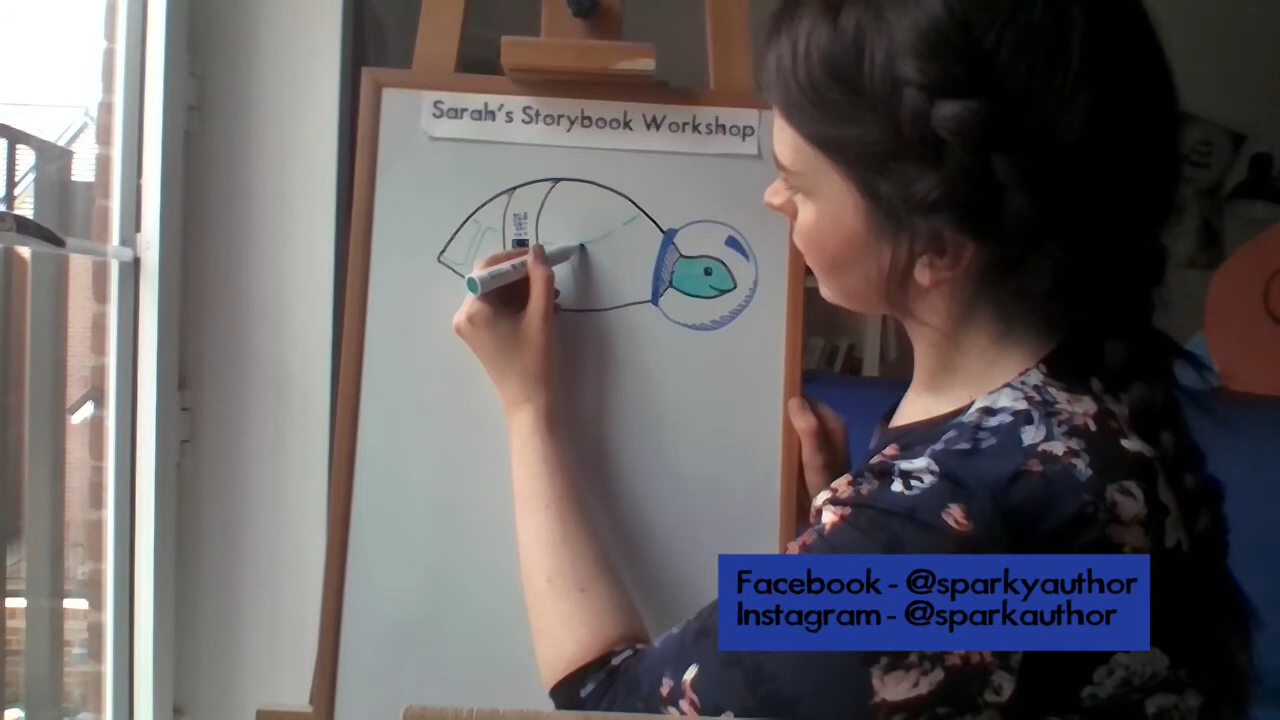 Sarah's Storybook Workshop
Facebook - @sparkyauthor
Instagram - @sparkauthor